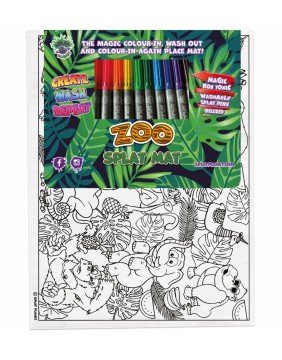 THE MAGIC COLOUR-IN, WASH OUT
AND COLOUR-IN-AGAIN PLACE MAT!
CREATE
WASH
REPEAT
MAGIC
NON TOXIC
WASHABLE
SPLAT PENS
INCLUDED
ZOO
SPLAT MAT